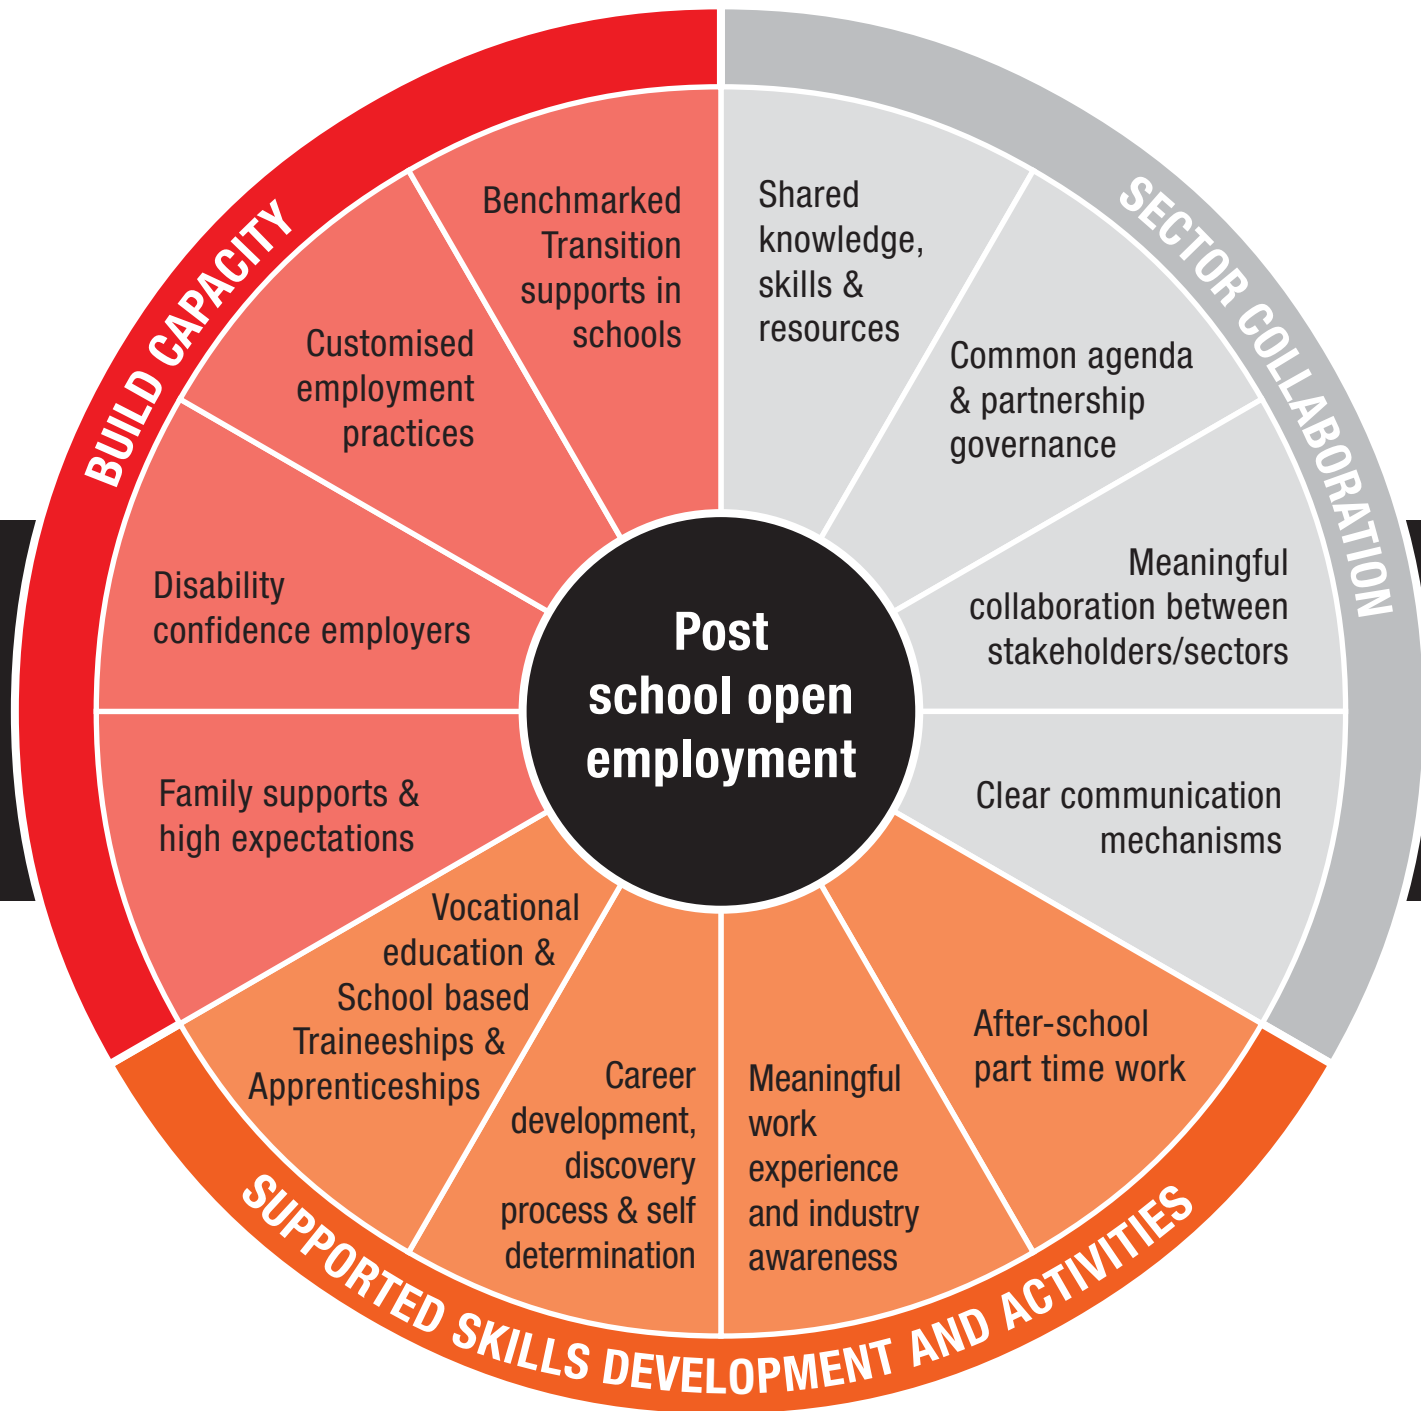 BUILD CAPACITY
Benchmarked
Transition
supports in
schools
Customised
employment
practices
Disability
confidence employers
Family supports &
high expectations
SECTOR COLLABORATION
Shared
knowledge,
skills &
resources
Common agenda
& partnership
governance
Meaningful
collaboration between
stakeholders/sectors
Clear communication
mechanisms
Post
school open
employment
Vocational
education &
School based
Traineeships &
Apprenticeships
Career
development,
discovery
process & self
determination
Meaningful
work
experience
and industry
awareness
After-school
part time work
SUPPORTED SKILLS DEVELOPMENT AND ACTIVITIES